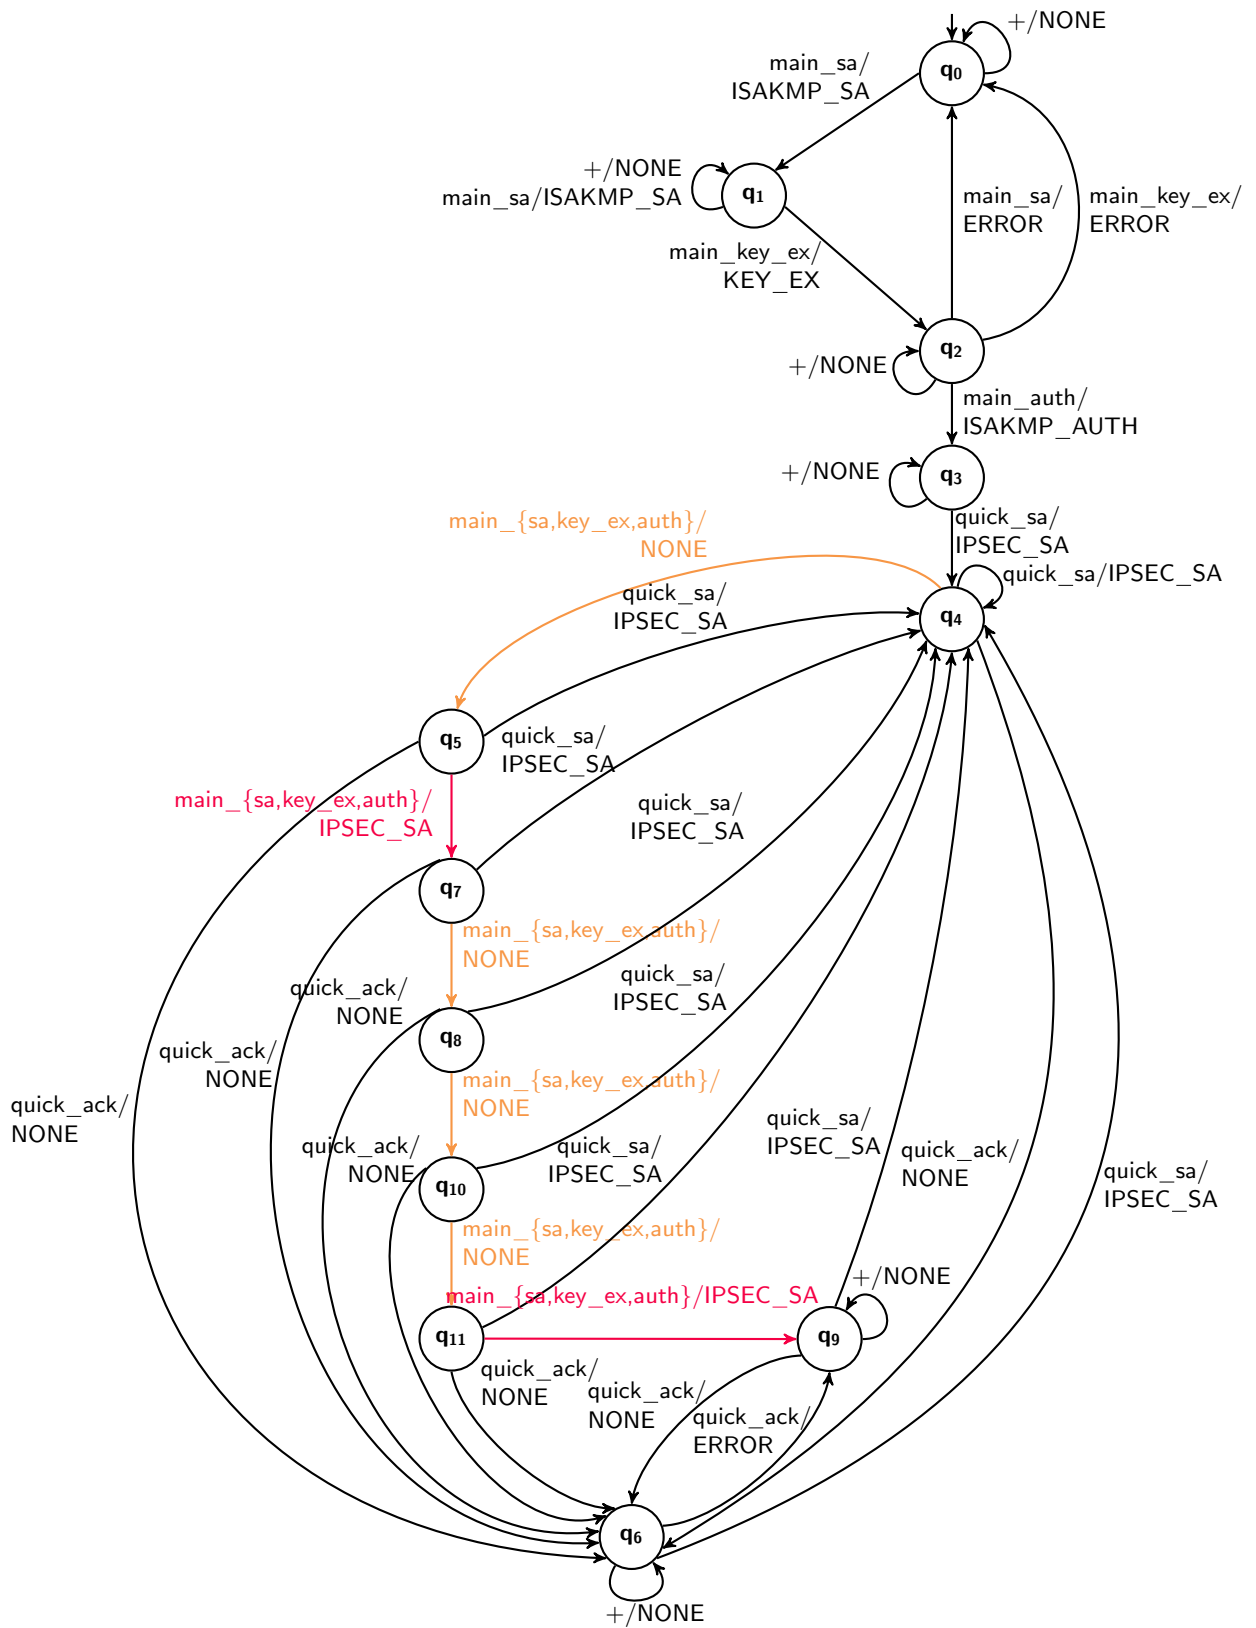 +/NONE
q0
main_sa/
ISAKMP_SA
+/NONE
main_sa/ISAKMP_SA
q1
main_sa/
ERROR
main_key_ex/
ERROR
main_key_ex/
KEY_EX
q2
+/NONE
main_auth/
ISAKMP_AUTH
q3
+/NONE
quick_sa/
IPSEC_SA
main_{sa,key_ex,auth}/
NONE
quick_sa/IPSEC_SA
quick_sa/
IPSEC_SA
q4
q5
quick_sa/
IPSEC_SA
main_{sa,key_ex,auth}/
IPSEC_SA
quick_sa/
IPSEC_SA
q7
main_{sa,key_ex,auth}/
NONE
quick_sa/
IPSEC_SA
quick_ack/
NONE
q8
quick_ack/
NONE
main_{sa,key_ex,auth}/
NONE
quick_ack/
NONE
quick_sa/
IPSEC_SA
quick_ack/
NONE
quick_sa/
IPSEC_SA
quick_ack/
NONE
quick_sa/
IPSEC_SA
q10
main_{sa,key_ex,auth}/
NONE
main_{sa,key_ex,auth}/IPSEC_SA
+/NONE
q11
q9
quick_ack/
NONE
quick_ack/
NONE
quick_ack/
ERROR
q6
+/NONE